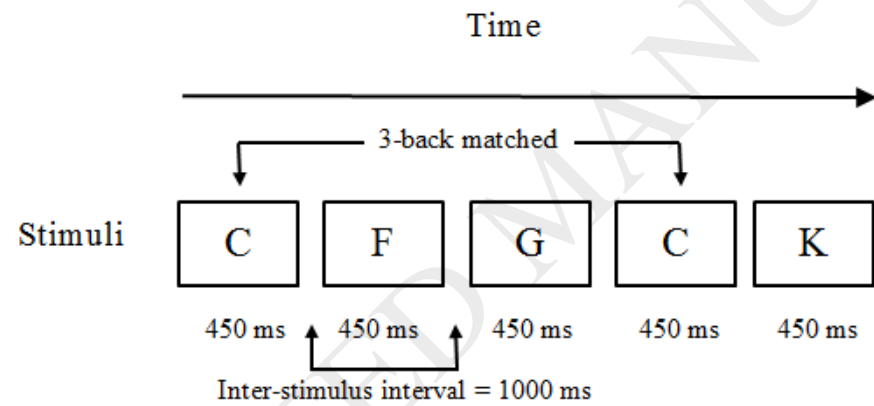 Time
3-back matched
Stimuli C F G C K
450 ms 450 ms 450 ms 450 ms 450 ms
Inter-stimulus interval = 1000 ms